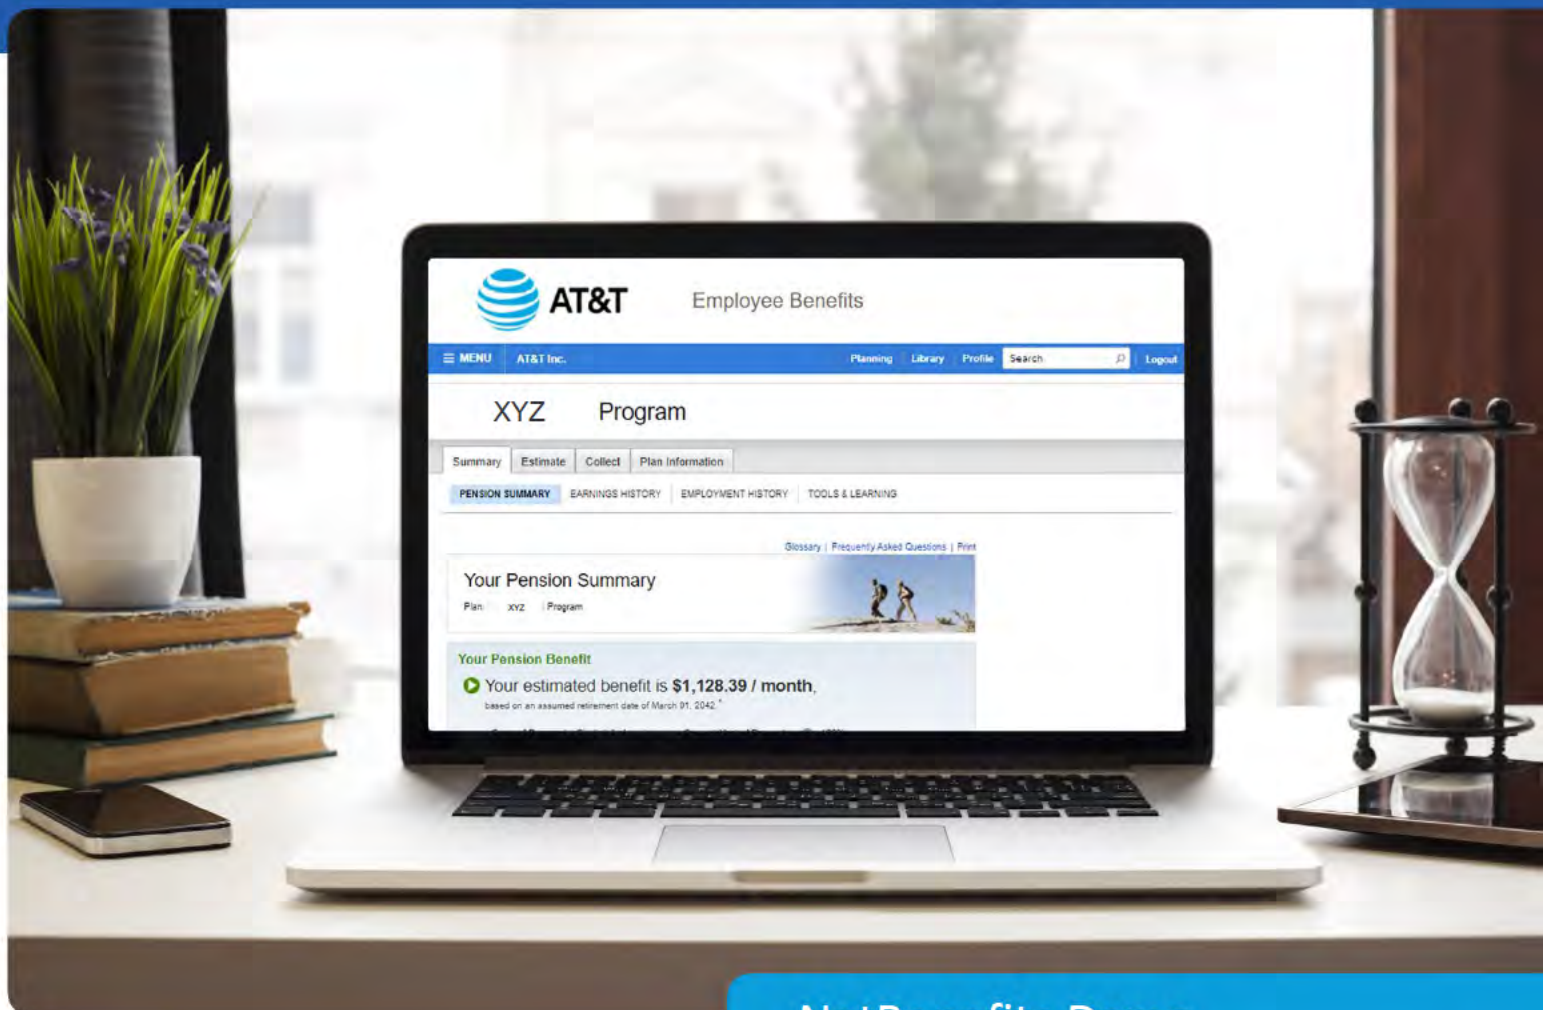 AT&T Employee Benefits
MENU AT&T Inc. Planning Library Profile Search Logout
XYZ Program
Summary Estimate Collect Plan Information
PENSION SUMMARY EARNINGS HISTORY EMPLOYMENT HISTORY TOOLS & LEARNING
Glossary | Frequently Asked Questions | Print
Your Pension Summary
Plan XYZ Program
Your Pension Benefit
Your estimated benefit is $1,128.39 / month,
based on an assumed retirement date of March 01, 2042.*